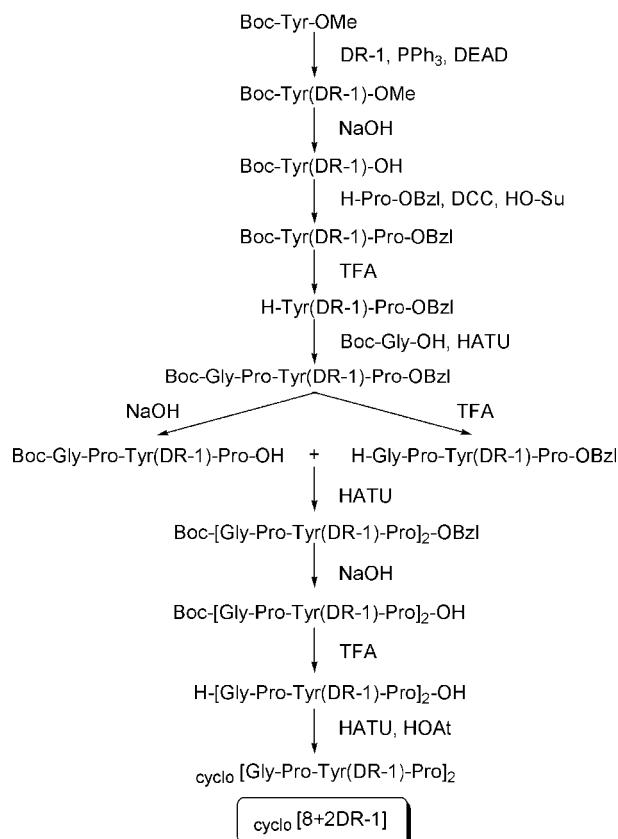 Boc-Tyr-OMe
DR-1, PPh₃, DEAD
Boc-Tyr(DR-1)-OMe
NaOH
Boc-Tyr(DR-1)-OH
H-Pro-OBzl, DCC, HO-Su
Boc-Tyr(DR-1)-Pro-OBzl
TFA
H-Tyr(DR-1)-Pro-OBzl
Boc-Gly-OH, HATU
Boc-Gly-Pro-Tyr(DR-1)-Pro-OBzl
NaOH TFA
Boc-Gly-Pro-Tyr(DR-1)-Pro-OH + H-Gly-Pro-Tyr(DR-1)-Pro-OBzl
HATU
Boc-[Gly-Pro-Tyr(DR-1)-Pro]₂-OBzl
NaOH
Boc-[Gly-Pro-Tyr(DR-1)-Pro]₂-OH
TFA
H-[Gly-Pro-Tyr(DR-1)-Pro]₂-OH
HATU, HOAt
cyclo [Gly-Pro-Tyr(DR-1)-Pro]₂
cyclo [8+2DR-1]